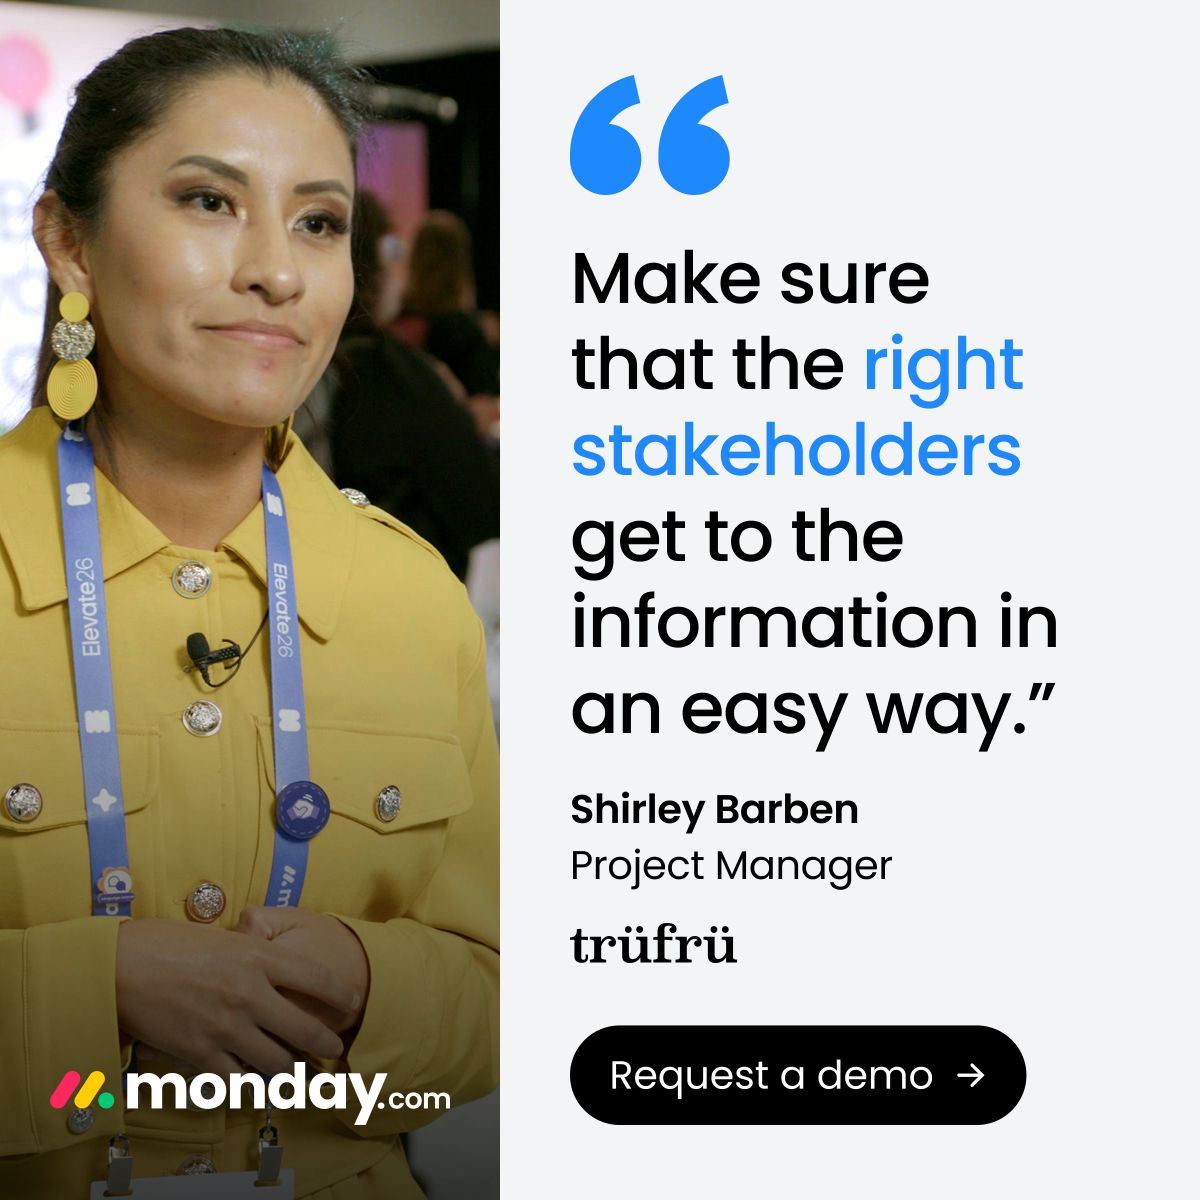 “
Make sure
that the right
stakeholders
get to the
information in
an easy way.”
Shirley Barben
Project Manager
trüfrü
Request a demo →
monday.com
Elevate26
Elevate26